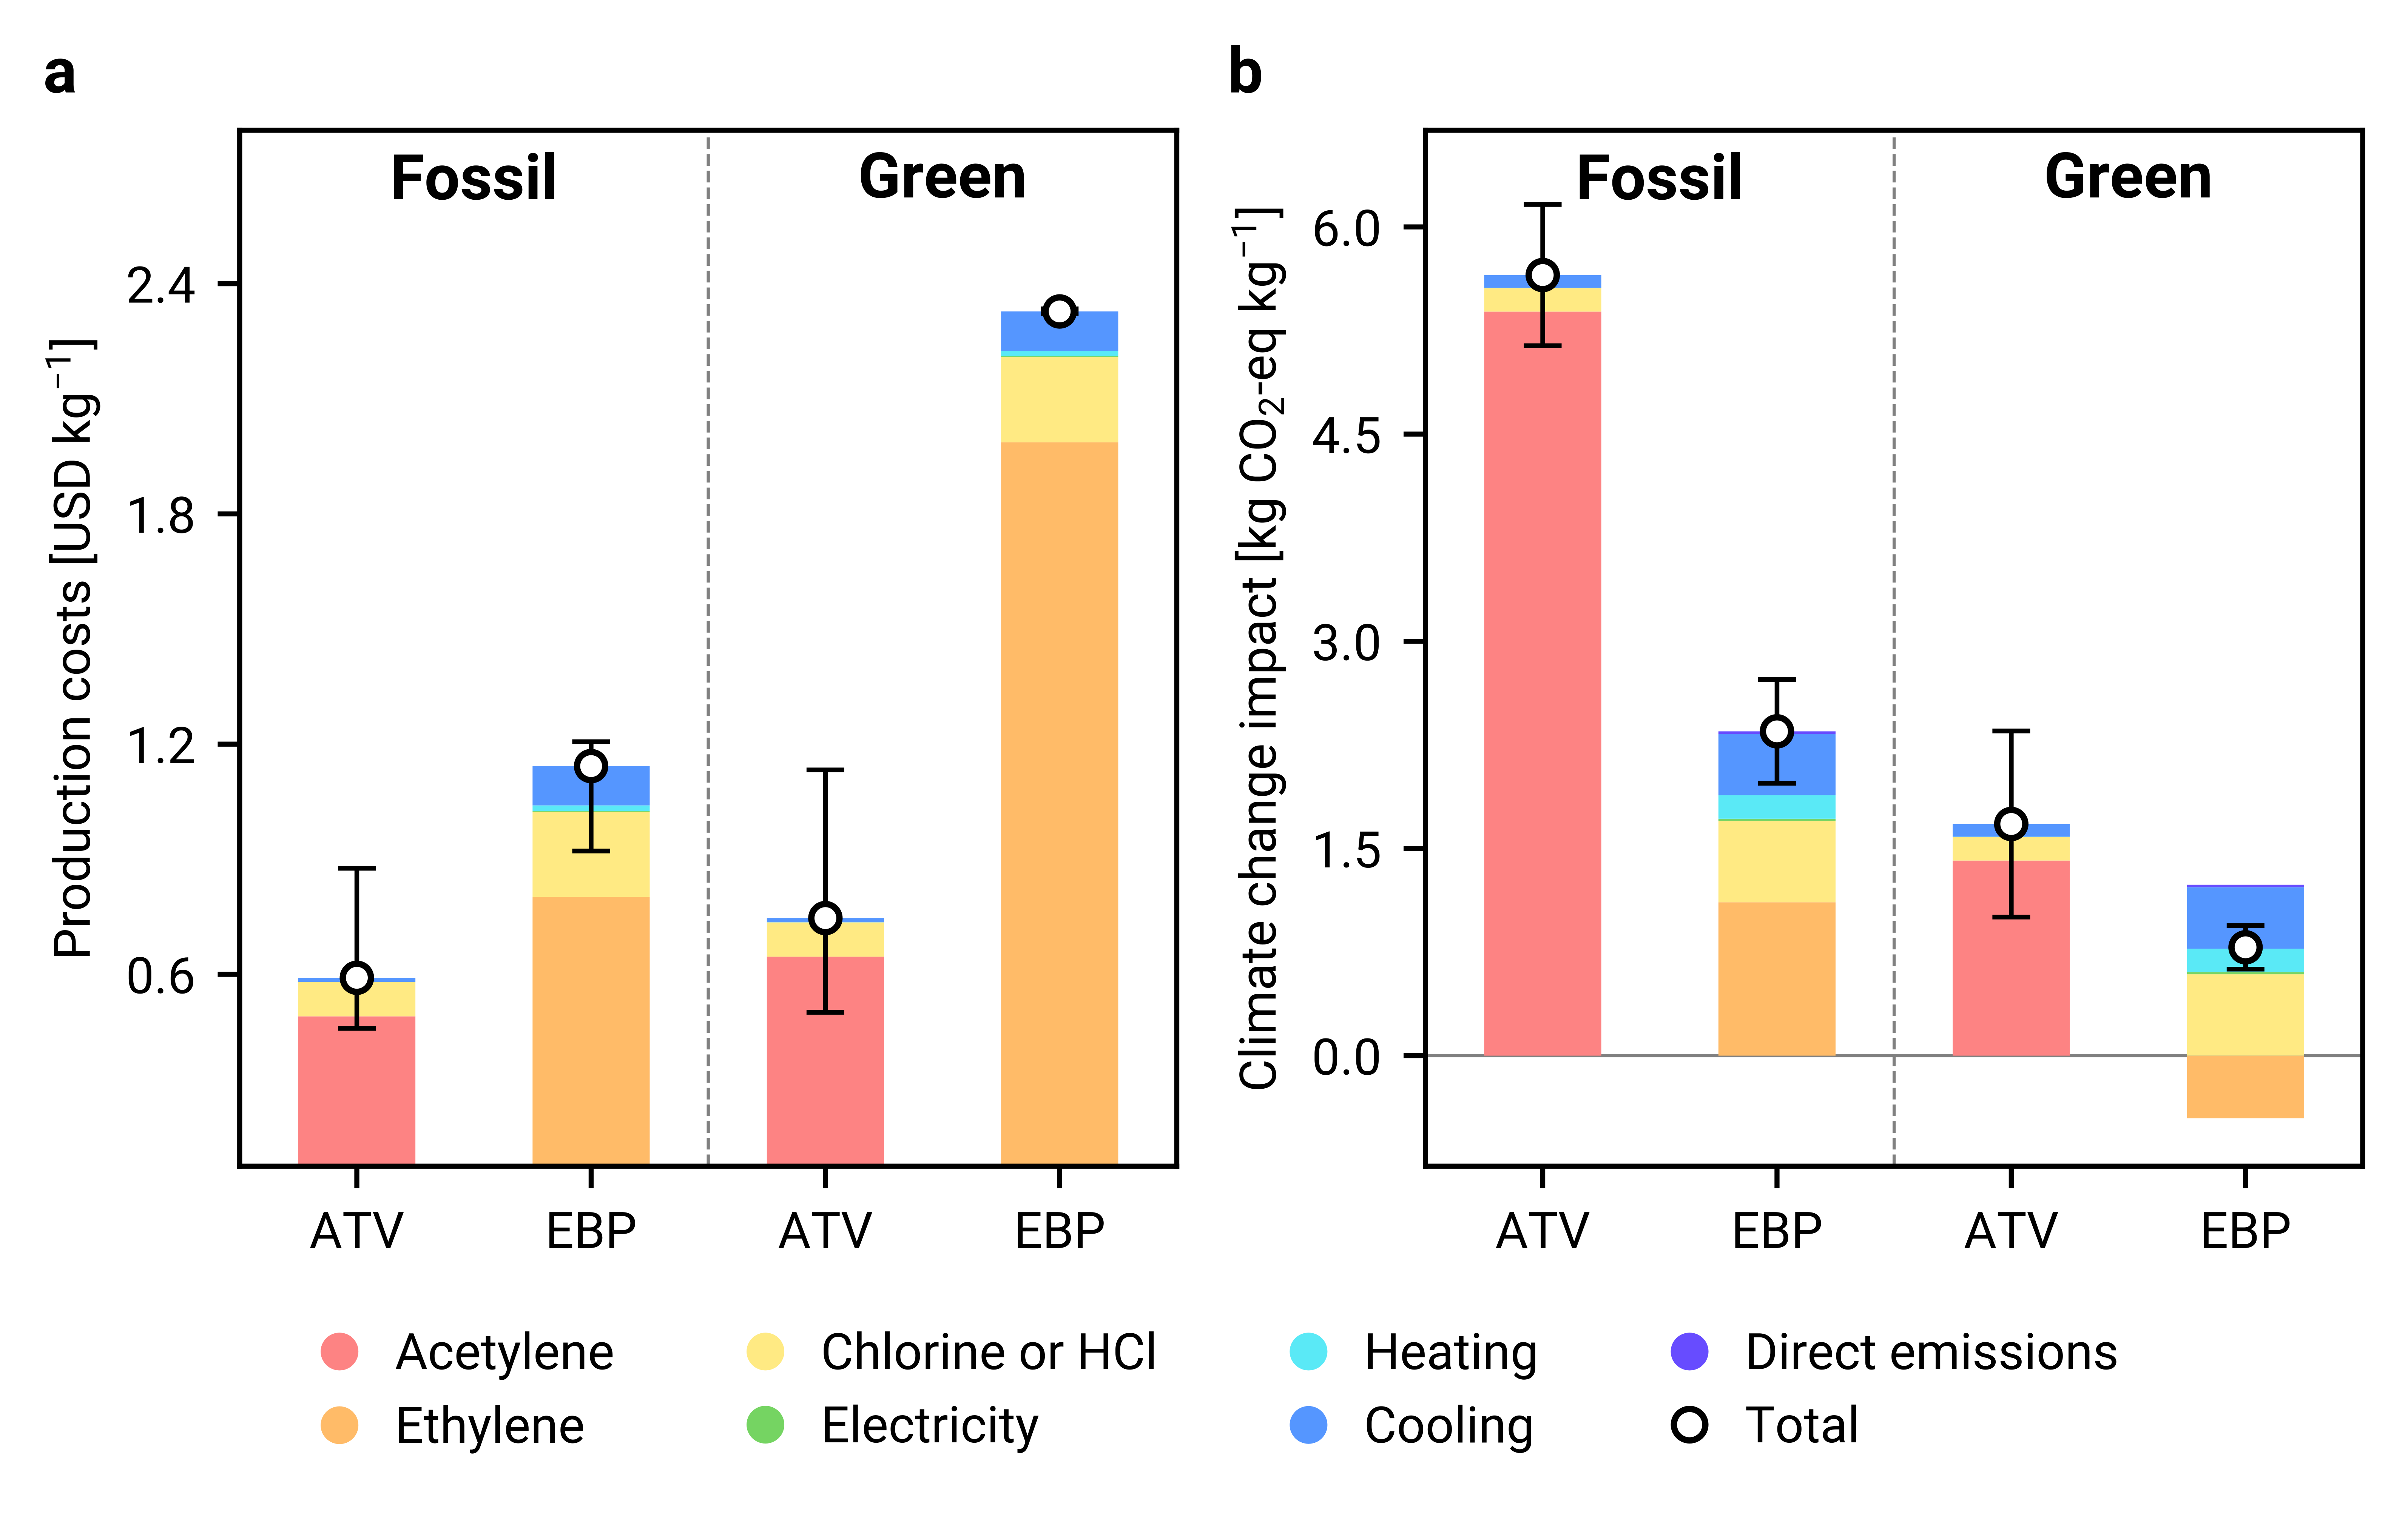 a
Fossil
Green
Production costs [USD kg⁻¹]
2.4
1.8
1.2
0.6
ATV
EBP
ATV
EBP
b
Fossil
Green
Climate change impact [kg CO₂-eq kg⁻¹]
6.0
4.5
3.0
1.5
0.0
ATV
EBP
ATV
EBP
Acetylene
Chlorine or HCl
Heating
Direct emissions
Ethylene
Electricity
Cooling
Total